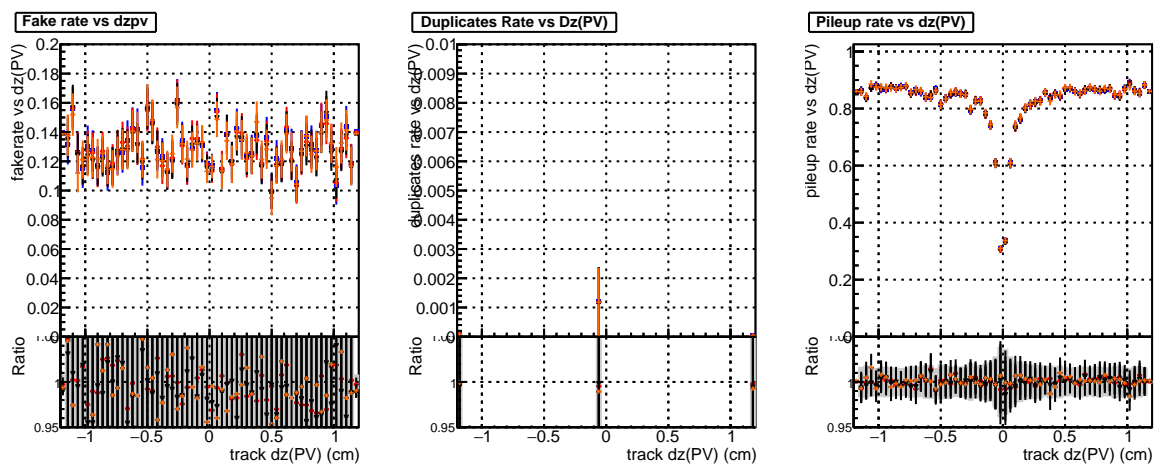 Fake rate vs dzpv
fakerate vs dz(PV)
0.2
0.18
0.16
0.14
0.12
0.1
0.08
0.06
0.04
0.02
0
Ratio
1
0.95
−1 −0.5 0 0.5 1
track dz(PV) (cm)
Duplicates Rate vs Dz(PV)
duplicates rate vs dz(PV)
0.01
0.009
0.008
0.007
0.006
0.005
0.004
0.003
0.002
0.001
0
Ratio
1
0.95
−1 −0.5 0 0.5 1
track dz(PV) (cm)
Pileup rate vs dz(PV)
pileup rate vs dz(PV)
1
0.8
0.6
0.4
0.2
0
Ratio
1
0.95
−1 −0.5 0 0.5 1
track dz(PV) (cm)